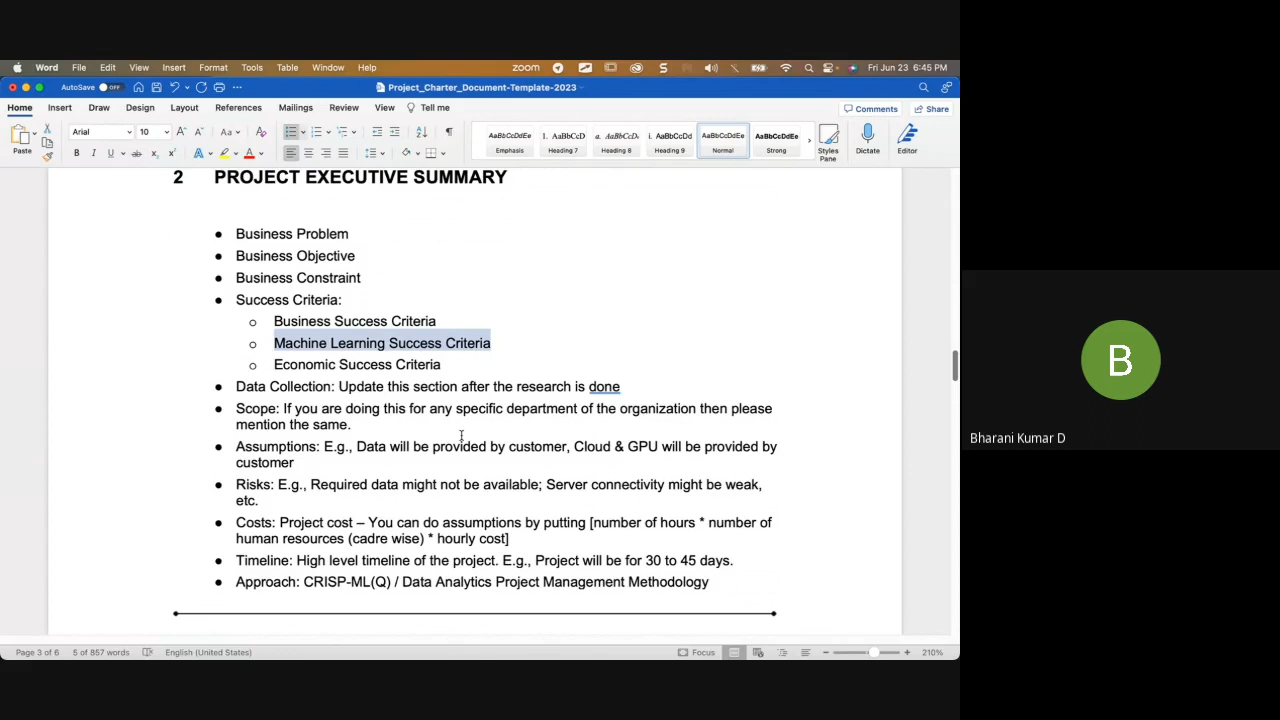 Word File Edit View Insert Format Tools Table Window Help zoom S Fri Jun 23 6:45 PM
AutoSave OFF Project_Charter_Document-Template-2023
Home Insert Draw Design Layout References Mailings Review View Tell me Comments Share
Paste Arial 10 AaBbCcDdEe Emphasis 1. AaBbCcD Heading 7 a. AaBbCcDc Heading 8 i. AaBbCcDd Heading 9 AaBbCcDdEe Normal AaBbCcDdEe Strong Styles Pane Dictate Editor
2 PROJECT EXECUTIVE SUMMARY
● Business Problem
● Business Objective
● Business Constraint
● Success Criteria:
○ Business Success Criteria
○ Machine Learning Success Criteria
○ Economic Success Criteria
● Data Collection: Update this section after the research is done
● Scope: If you are doing this for any specific department of the organization then please
mention the same.
● Assumptions: E.g., Data will be provided by customer, Cloud & GPU will be provided by
customer
● Risks: E.g., Required data might not be available; Server connectivity might be weak,
etc.
● Costs: Project cost – You can do assumptions by putting [number of hours * number of
human resources (cadre wise) * hourly cost]
● Timeline: High level timeline of the project. E.g., Project will be for 30 to 45 days.
● Approach: CRISP-ML(Q) / Data Analytics Project Management Methodology
Page 3 of 6 5 of 857 words English (United States) Focus 210%
B
Bharani Kumar D